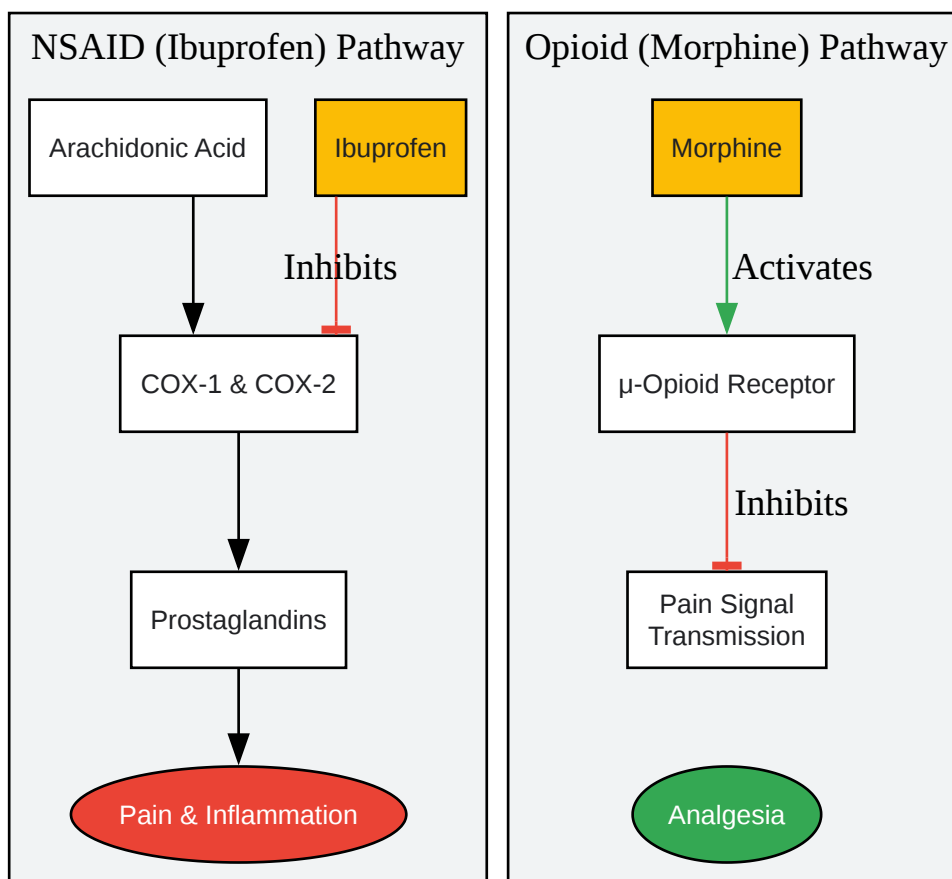 NSAID (Ibuprofen) Pathway
Arachidonic Acid
Ibuprofen
Inhibits
COX-1 & COX-2
Prostaglandins
Pain & Inflammation
Opioid (Morphine) Pathway
Morphine
Activates
μ-Opioid Receptor
Inhibits
Pain Signal
Transmission
Analgesia